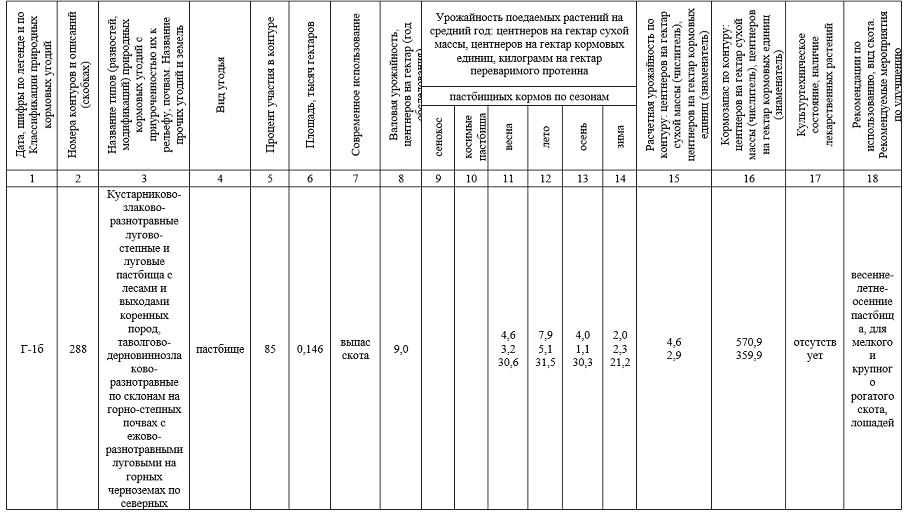 Дата, шифры по легенде и по
Классификации природных
кормовых угодий
Номера контуров и описаний
(скобках)
Название типов (разностей,
модификаций) природных
кормовых угодий с
приуроченностью их к
рельефу, почвам. Название
прочих угодий и земель
Вид угодья
Процент участия в контуре
Площадь, тысяч гектаров
Современное использование
Валовая урожайность,
центнеров на гектар (год
Урожайность поедаемых растений на
средний год: центнеров на гектар сухой
массы, центнеров на гектар кормовых
единиц, килограмм на гектар
переваримого протеина
пастбищных кормов по сезонам
сенокос
косимые
пастбища
весна
лето
осень
зима
Расчетная урожайность по
контуру: центнеров на гектар
сухой массы (числитель),
центнеров на гектар кормовых
единиц (знаменатель)
Кормозапас по контуру:
центнеров на гектар сухой
массы (числитель), центнеров
на гектар кормовых единиц
(знаменатель)
Культуртехническое
состояние, наличие
лекарственных растений
Рекомендации по
использованию, вид скота.
Рекомендуемые мероприятия
по улучшению
1 2 3 4 5 6 7 8 9 10 11 12 13 14 15 16 17 18
Г-1б
288
Кустарниково-
злаково-
разнотравные
лугово-
степные и
луговые
пастбища с
лесами и
выходами
коренных
пород,
таволгово-
дерновиннозла
ково-
разнотравные
по склонам на
горно-степных
почвах с
ежово-
разнотравными
луговыми на
горных
черноземах по
северных
пастбище
85
0,146
выпас
скота
9,0
4,6
3,2
30,6
7,9
5,1
31,5
4,0
1,1
30,3
2,0
2,3
21,2
4,6
2,9
570,9
359,9
отсутств
ует
весенне-
летне-
осенние
пастбищ
а, для
мелкого
и
крупног
о
рогатого
скота,
лошадей